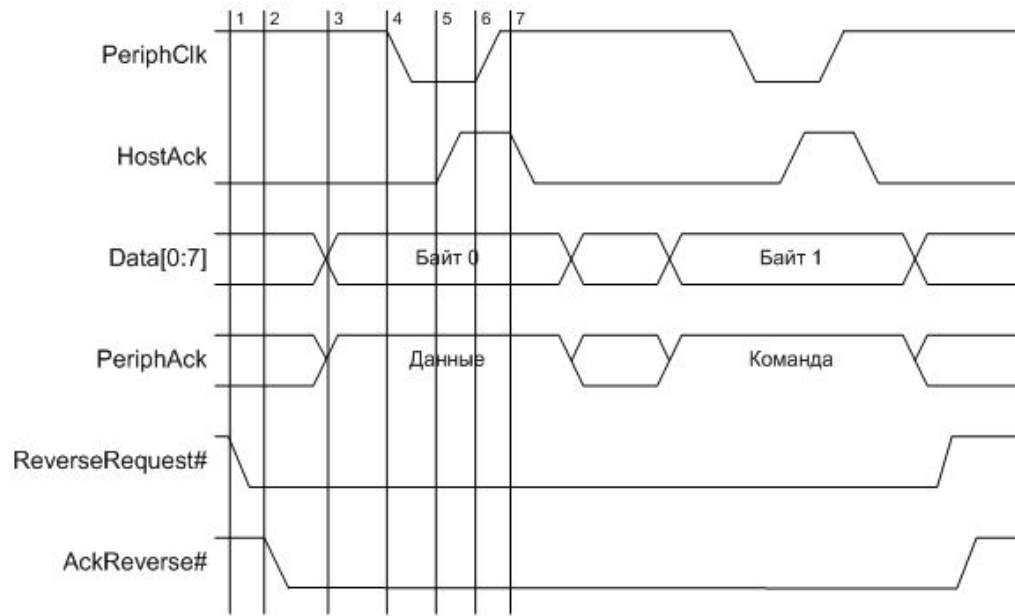 1 2 3 4 5 6 7
PeriphClk
HostAck
Data[0:7] Байт 0 Байт 1
PeriphAck Данные Команда
ReverseRequest#
AckReverse#